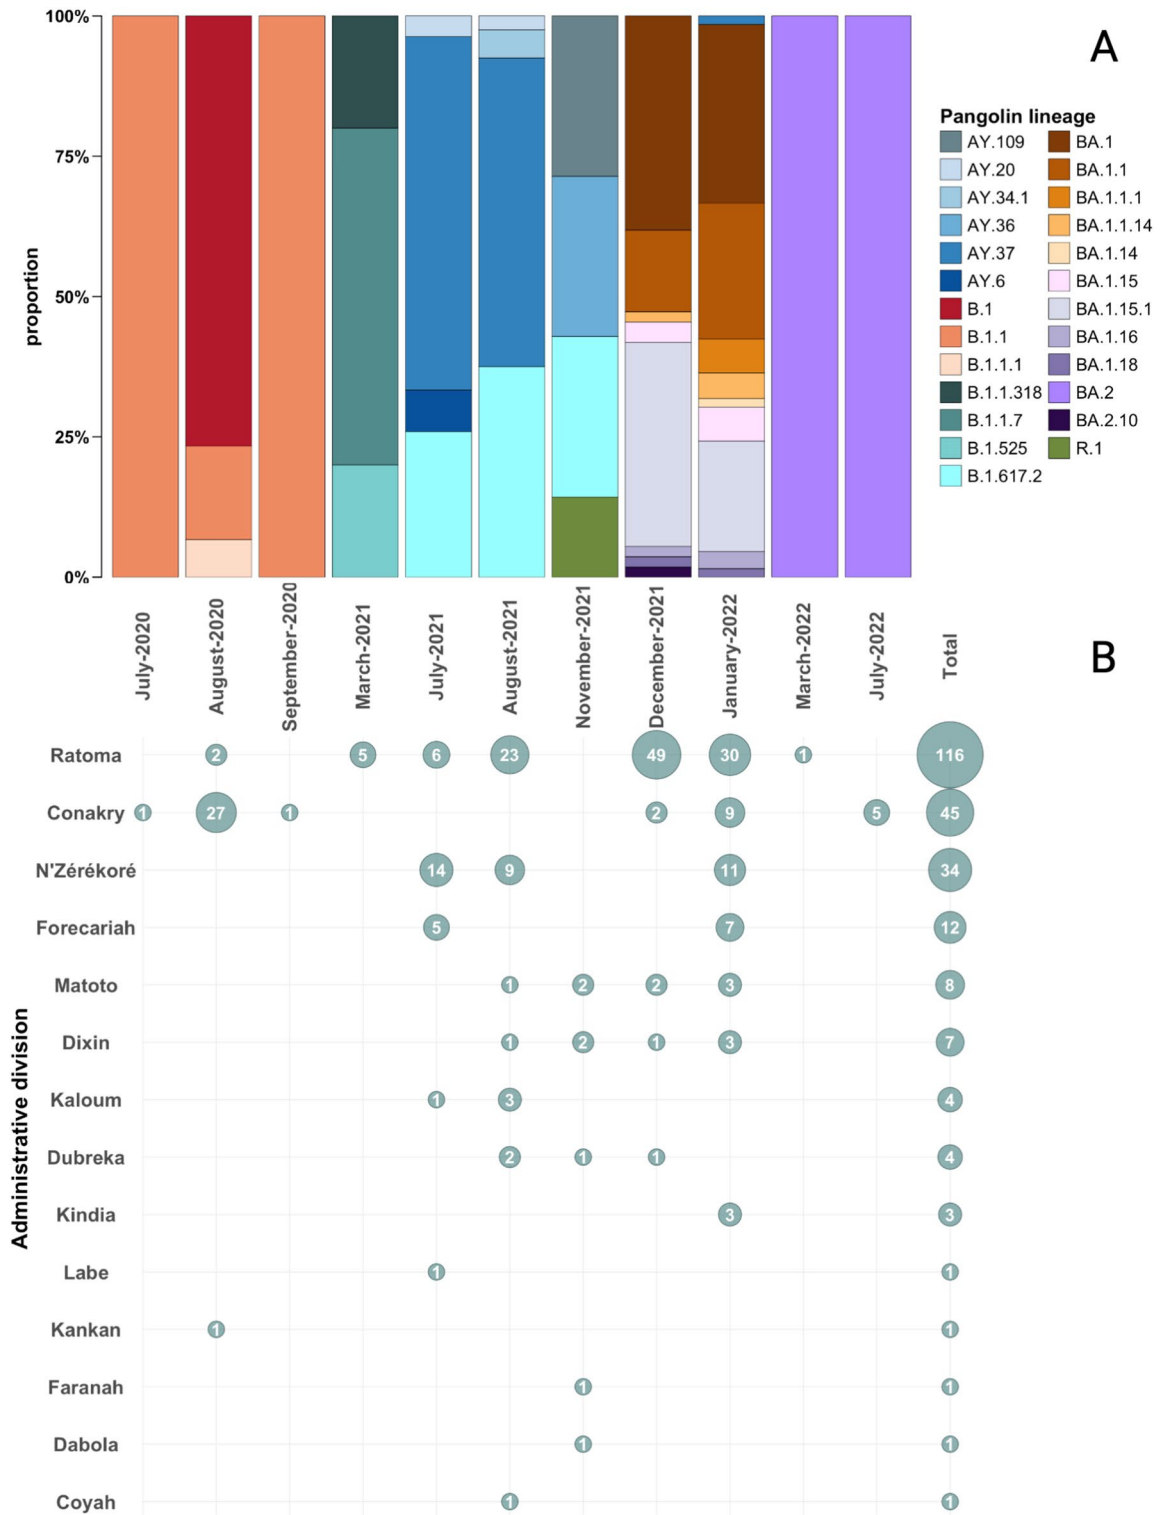 A
100%
75%
50%
25%
0%
proportion
Pangolin lineage
AY.109 BA.1
AY.20 BA.1.1
AY.34.1 BA.1.1.1
AY.36 BA.1.1.14
AY.37 BA.1.14
AY.6 BA.1.15
B.1 BA.1.15.1
B.1.1 BA.1.16
B.1.1.1 BA.1.18
B.1.1.318 BA.2
B.1.1.7 BA.2.10
B.1.525 R.1
B.1.617.2
B
July-2020
August-2020
September-2020
March-2021
July-2021
August-2021
November-2021
December-2021
January-2022
March-2022
July-2022
Total
Administrative division
Ratoma 2 5 6 23 49 30 1 116
Conakry 1 27 1 2 9 5 45
N'Zérékoré 14 9 11 34
Forecariah 5 7 12
Matoto 1 2 2 3 8
Dixin 1 2 1 3 7
Kaloum 1 3 4
Dubreka 2 1 1 4
Kindia 3 3
Labe 1 1
Kankan 1 1
Faranah 1 1
Dabola 1 1
Coyah 1 1